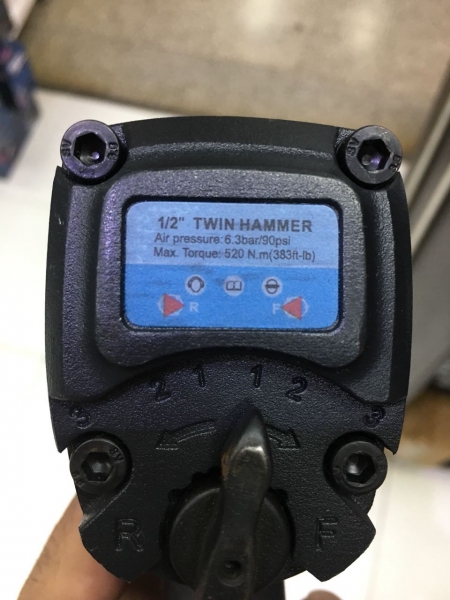 1/2" TWIN HAMMER
Air pressure: 6.3bar/90psi
Max. Torque: 520 N.m(383ft-lb)
R F
3 2 1 1 2 3
R F